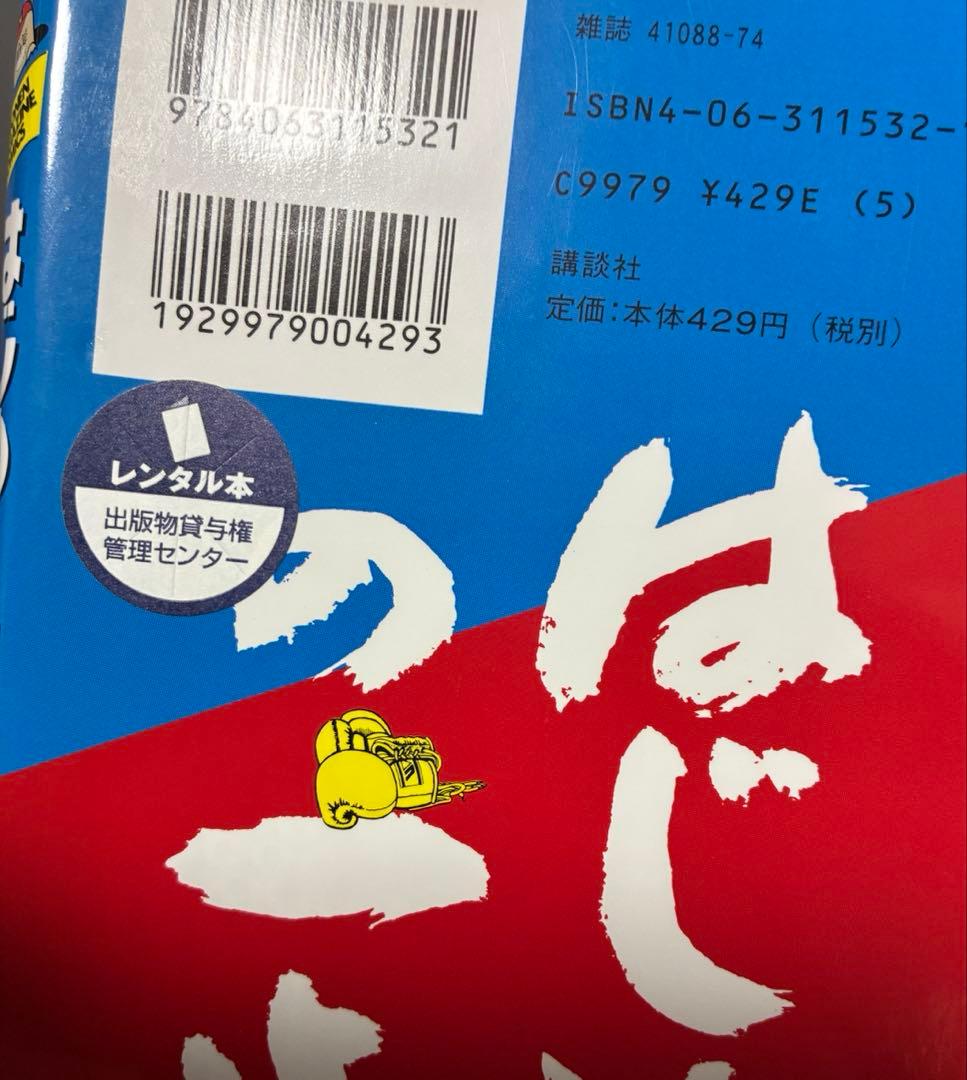 9784063115321
1929979004293
雑誌 41088-74
ISBN4-06-311532-
C9979 ¥429E (5)
講談社
定価:本体429円(税別)
レンタル本
出版物貸与権
管理センター
はじ
の一